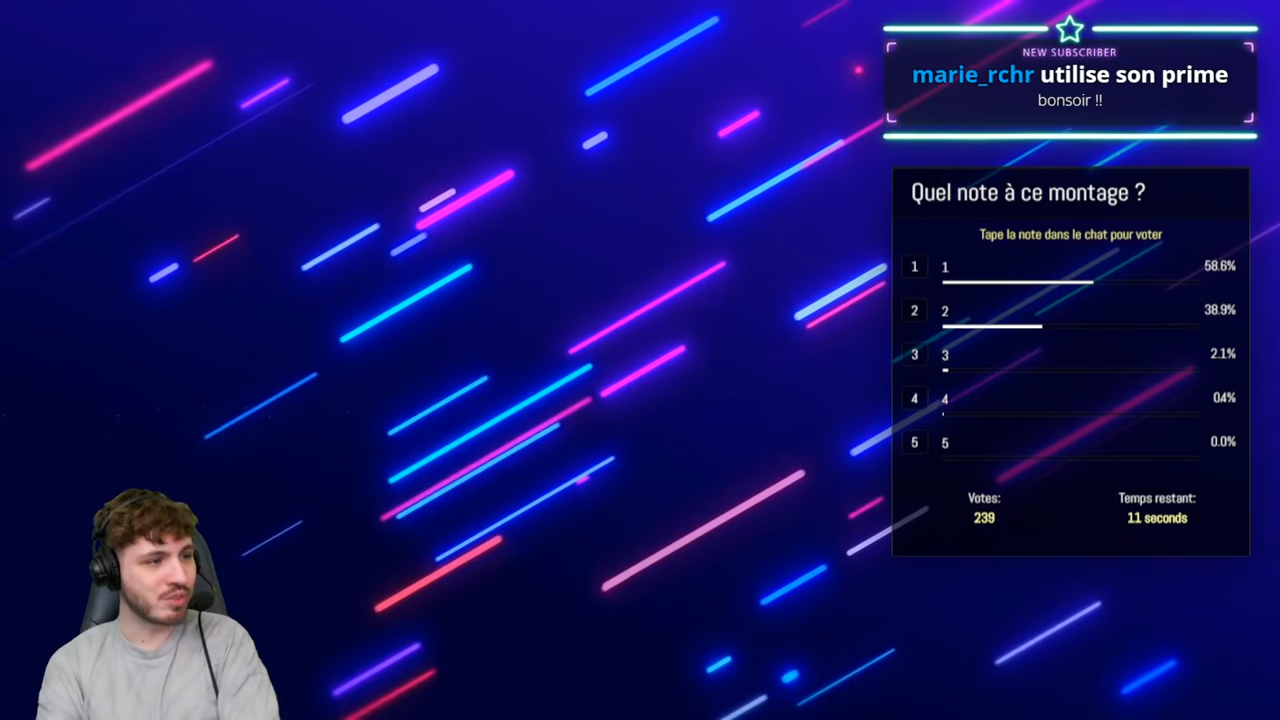 NEW SUBSCRIBER
marie_rchr utilise son prime
bonsoir !!
Quel note à ce montage ?
Tape la note dans le chat pour voter
1 1 58.6%
2 2 38.9%
3 3 2.1%
4 4 0.4%
5 5 0.0%
Votes: Temps restant:
239 11 seconds